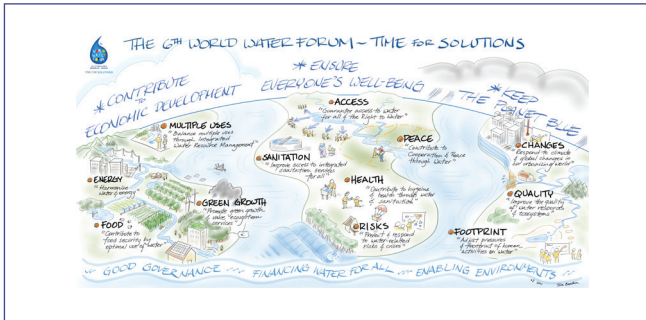 THE 6TH WORLD WATER FORUM ~ TIME FOR SOLUTIONS
* CONTRIBUTE
TO
ECONOMIC DEVELOPMENT
* ENSURE
EVERYONE'S WELL-BEING
* KEEP
THE PLANET BLUE
MULTIPLE USES
"Balance multiple uses
through Integrated
Water Resource Management"
ENERGY
"Harmonize
water & energy"
GREEN GROWTH
"Promote green growth
& value ecosystem
services"
FOOD
"Contribute to
food security by
optimal use of water"
ACCESS
"Guarantee access to water
for all & the Right to Water"
PEACE
"Contribute to
Cooperation & Peace
through Water"
SANITATION
"Improve access to integrated
sanitation services
for all"
HEALTH
"Contribute to hygiene
& health through water
& sanitation"
RISKS
"Protect & respond
to water-related
risks & crises"
CHANGES
"Respond to climate
& global changes in
an urbanizing world"
QUALITY
"Improve the quality
of water resources
& ecosystems"
FOOTPRINT
"Adjust pressures
& footprint of human
activities on water"
GOOD GOVERNANCE ~ FINANCING WATER FOR ALL ~ ENABLING ENVIRONMENTS